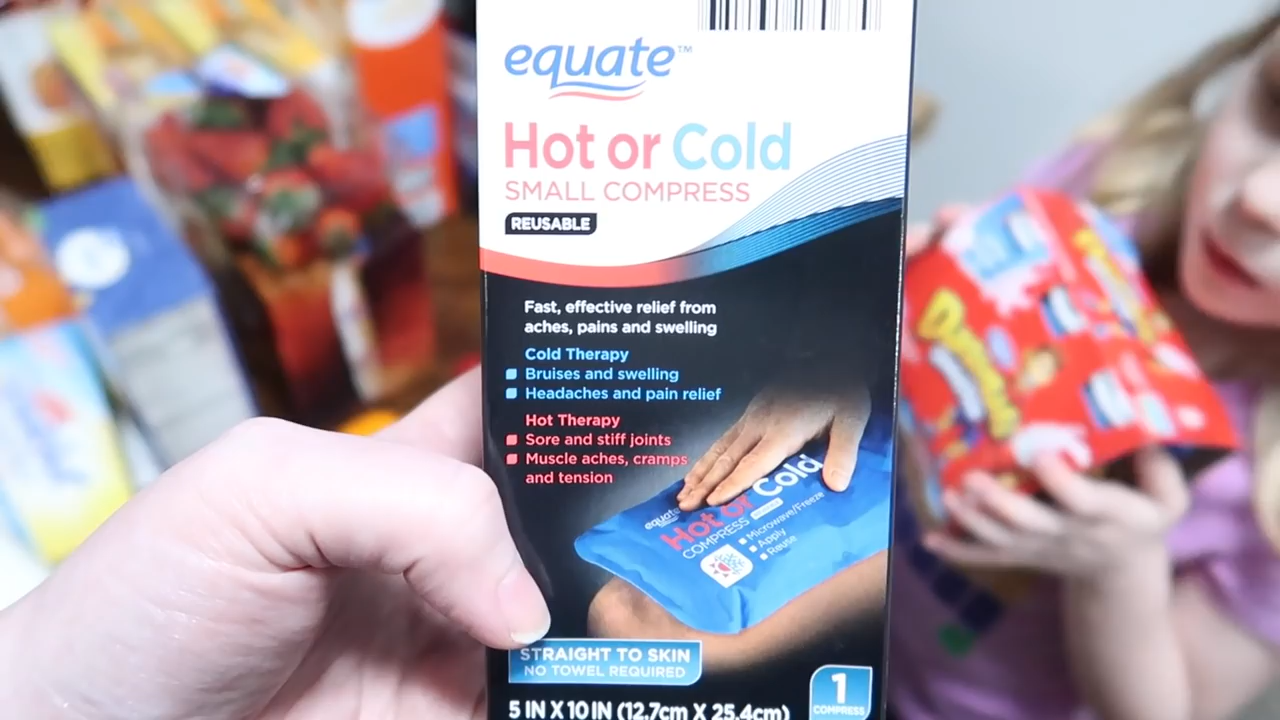 equate™
Hot or Cold
SMALL COMPRESS
REUSABLE
Fast, effective relief from
aches, pains and swelling
Cold Therapy
Bruises and swelling
Headaches and pain relief
Hot Therapy
Sore and stiff joints
Muscle aches, cramps
and tension
equate
Hot or Cold
COMPRESS
Microwave/Freeze
Apply
Reuse
STRAIGHT TO SKIN
NO TOWEL REQUIRED
5 IN X 10 IN (12.7cm X 25.4cm)
1
COMPRESS